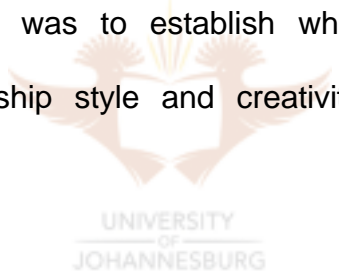 was to establish wh
ship style and creativit
UNIVERSITY
OF
JOHANNESBURG